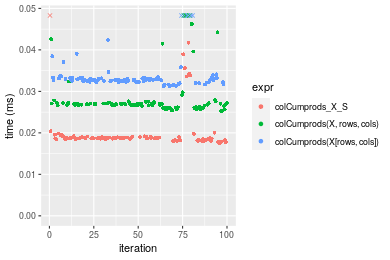 0.05
0.04
0.03
0.02
0.01
0.00
time (ms)
0
25
50
75
100
iteration
expr
colCumprods_X_S
colCumprods(X, rows, cols)
colCumprods(X[rows, cols])